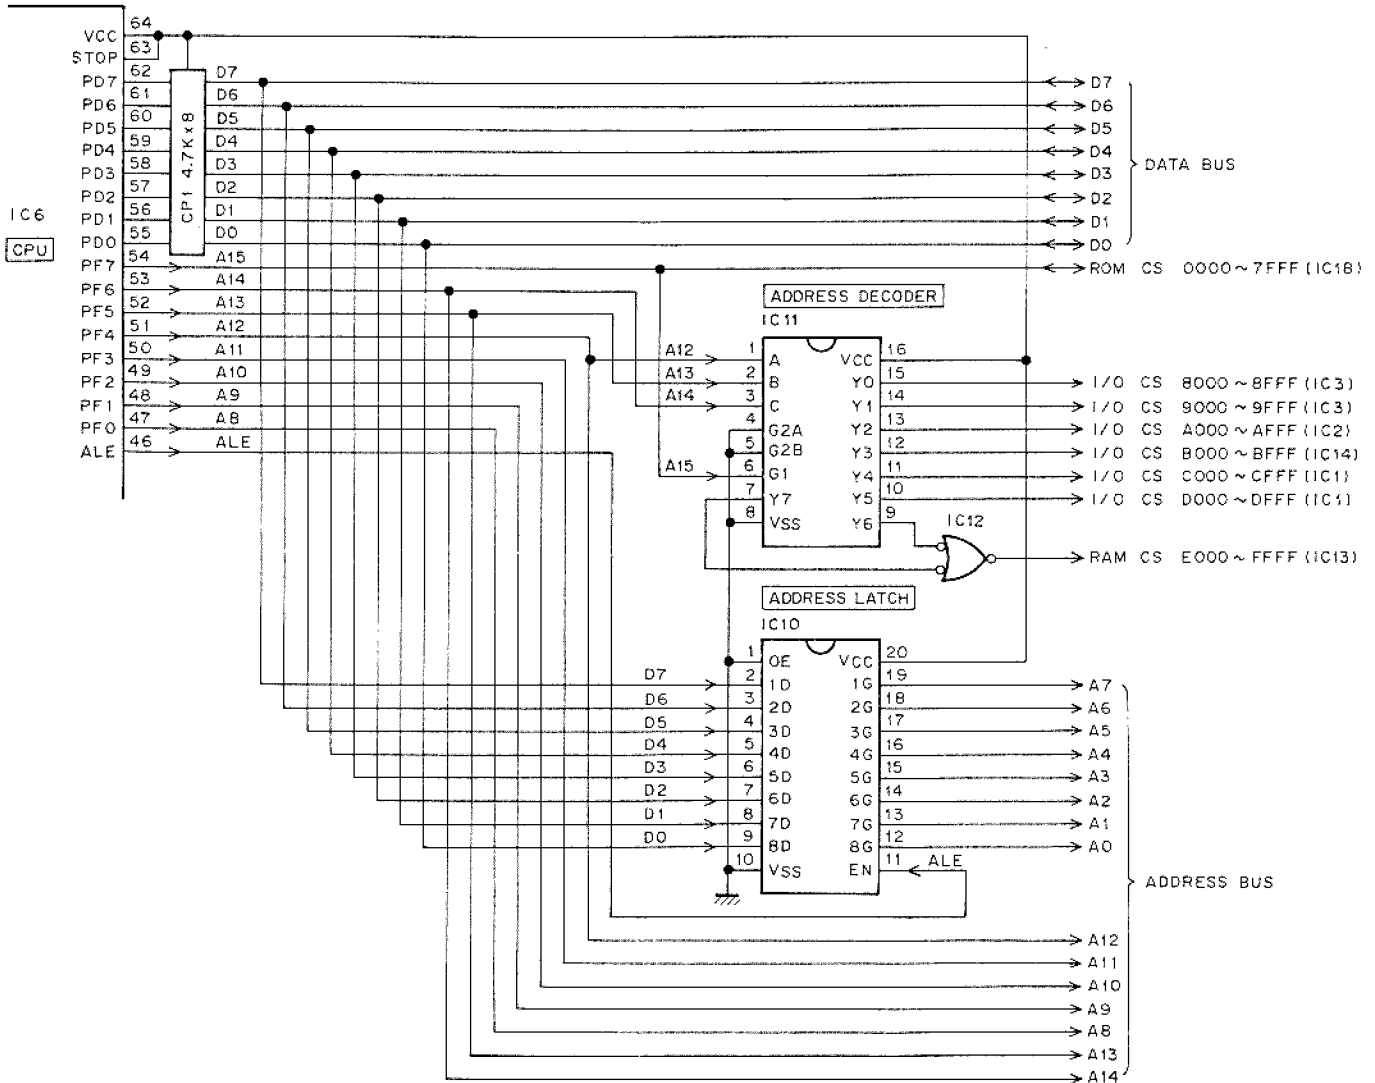 64
VCC
63
STOP
62
PD7 D7 D7
61
PD6 D6 D6
60
PD5 D5 D5
59
PD4 D4 D4
58
PD3 D3 D3
57
PD2 D2 D2
56
PD1 D1 D1
55
PD0 D0 D0
CP1 4.7K×8
DATA BUS
IC6
CPU
54
PF7 A15 ROM CS 0000~7FFF (IC18)
53
PF6 A14
52
PF5 A13
51
PF4 A12
50
PF3 A11
49
PF2 A10
48
PF1 A9
47
PF0 A8
46
ALE ALE
ADDRESS DECODER
IC11
A12 1 A VCC 16
A13 2 B Y0 15 I/O CS 8000~8FFF (IC3)
A14 3 C Y1 14 I/O CS 9000~9FFF (IC3)
4 G2A Y2 13 I/O CS A000~AFFF (IC2)
5 G2B Y3 12 I/O CS B000~BFFF (IC14)
A15 6 G1 Y4 11 I/O CS C000~CFFF (IC1)
7 Y7 Y5 10 I/O CS D000~DFFF (IC1)
8 VSS Y6 9
IC12
RAM CS E000~FFFF (IC13)
ADDRESS LATCH
IC10
1 OE VCC 20
D7 2 1D 1G 19 A7
D6 3 2D 2G 18 A6
D5 4 3D 3G 17 A5
D4 5 4D 4G 16 A4
D3 6 5D 5G 15 A3
D2 7 6D 6G 14 A2
D1 8 7D 7G 13 A1
D0 9 8D 8G 12 A0
10 VSS EN 11 ALE
ADDRESS BUS
A12
A11
A10
A9
A8
A13
A14